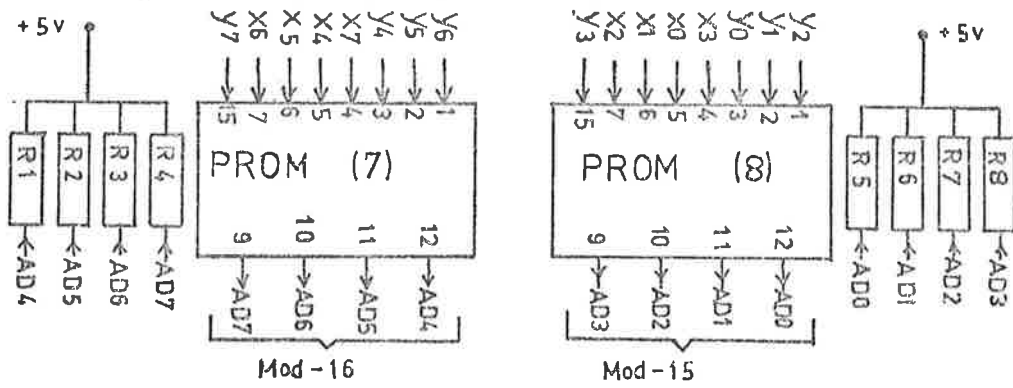 +5v Y7 X6 X5 X4 X7 Y4 Y5 Y6 Y3 X2 X1 X0 X3 Y0 Y1 Y2 +5v
15 7 6 5 4 3 2 1 15 7 6 5 4 3 2 1
R1 R2 R3 R4 PROM (7) PROM (8) R5 R6 R7 R8
9 10 11 12 9 10 11 12
AD4 AD5 AD6 AD7 AD7 AD6 AD5 AD4 AD3 AD2 AD1 AD0 AD0 AD1 AD2 AD3
Mod-16 Mod-15